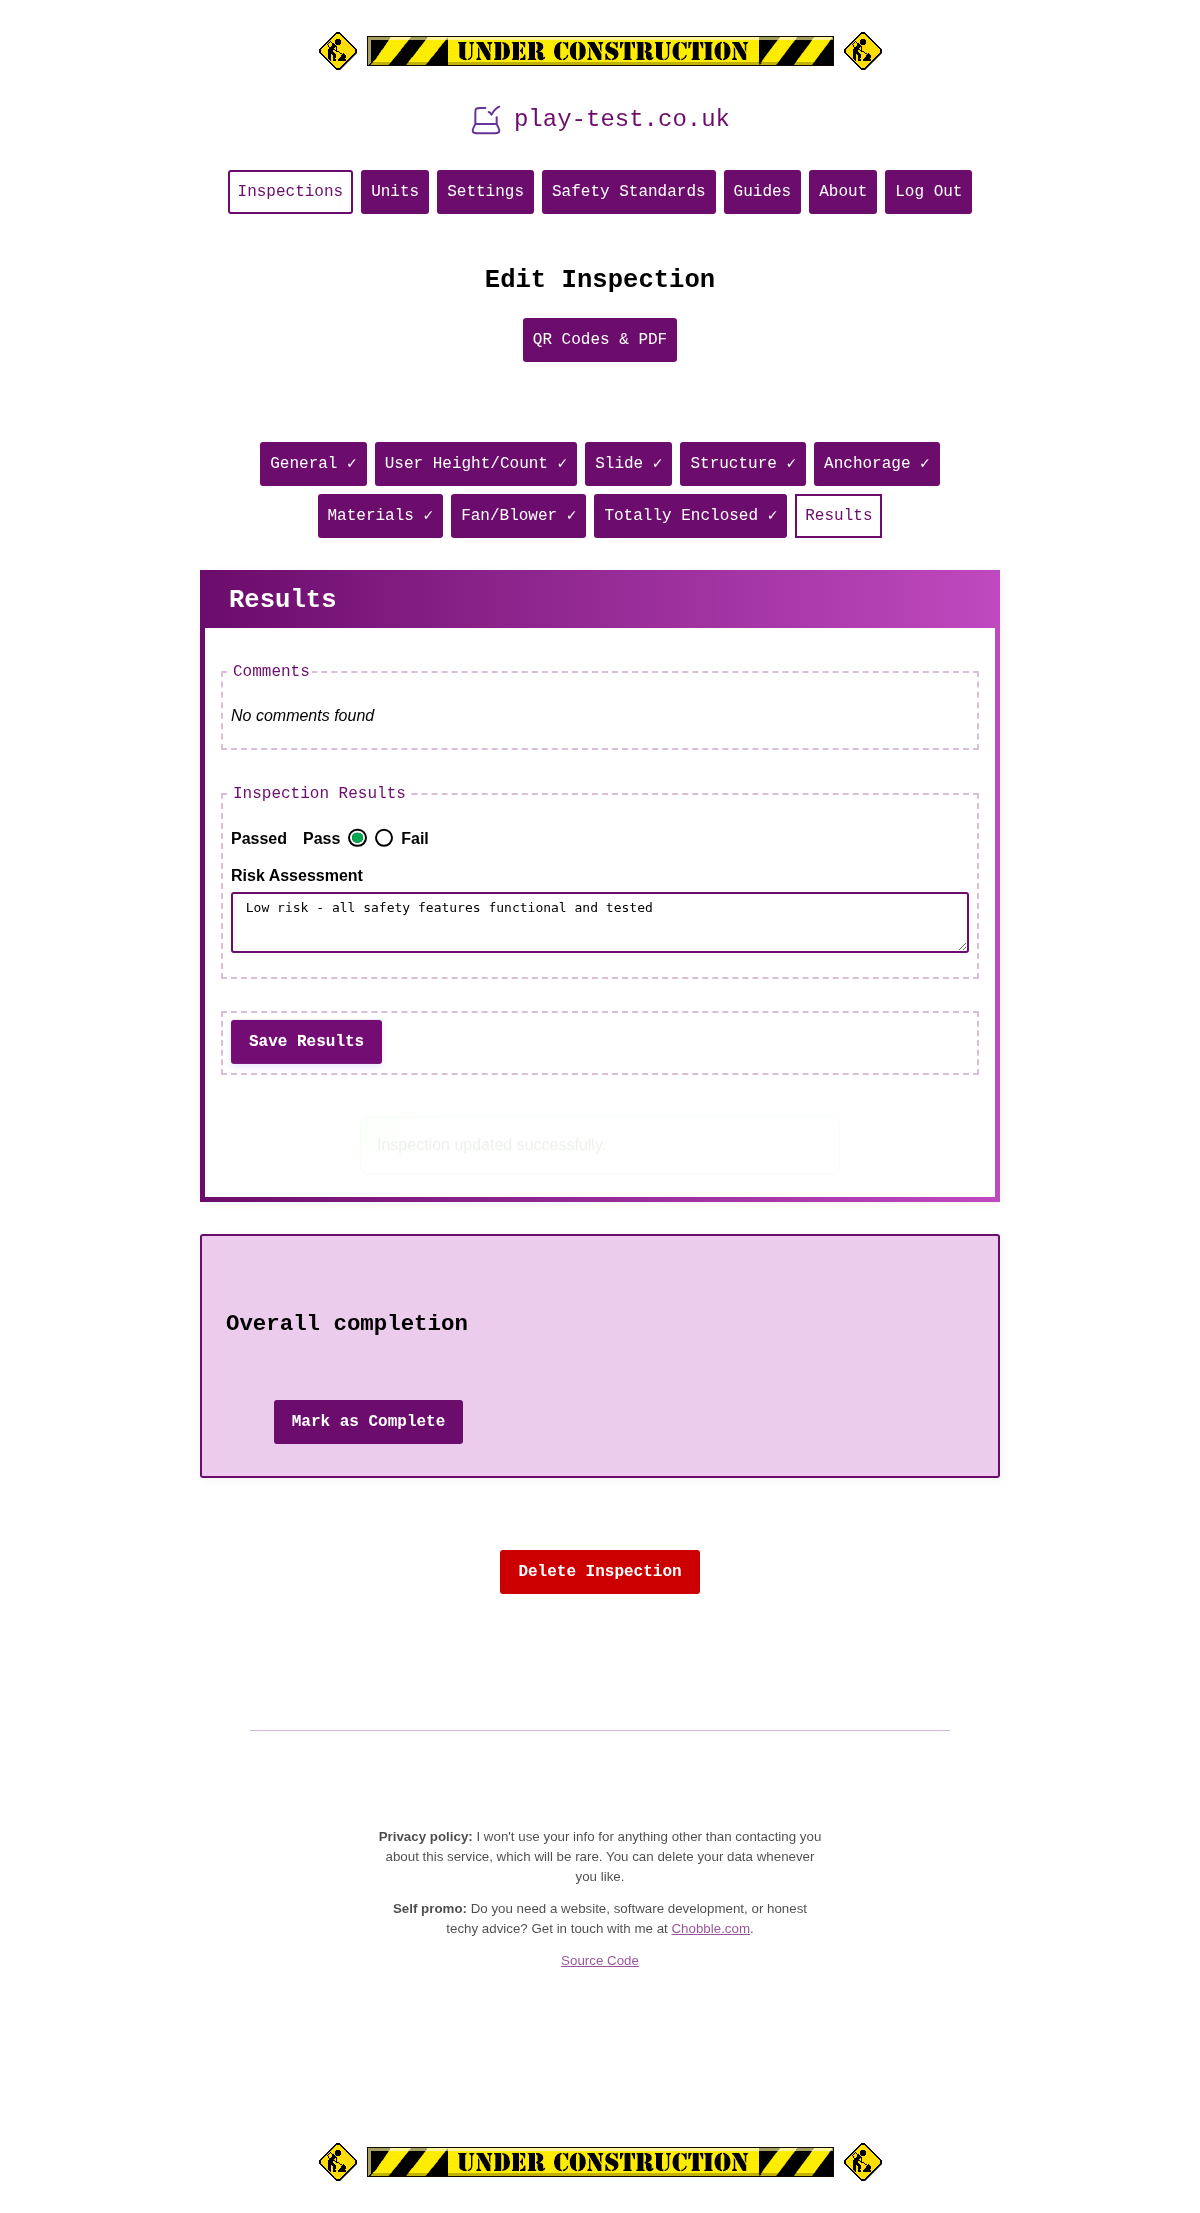 UNDER CONSTRUCTION
play-test.co.uk
Inspections Units Settings Safety Standards Guides About Log Out
Edit Inspection
QR Codes & PDF
General ✓ User Height/Count ✓ Slide ✓ Structure ✓ Anchorage ✓
Materials ✓ Fan/Blower ✓ Totally Enclosed ✓ Results
Results
Comments
No comments found
Inspection Results
Passed Pass Fail
Risk Assessment
Low risk - all safety features functional and tested
Save Results
Inspection updated successfully.
Overall completion
Mark as Complete
Delete Inspection
Privacy policy: I won't use your info for anything other than contacting you
about this service, which will be rare. You can delete your data whenever
you like.
Self promo: Do you need a website, software development, or honest
techy advice? Get in touch with me at Chobble.com.
Source Code
UNDER CONSTRUCTION